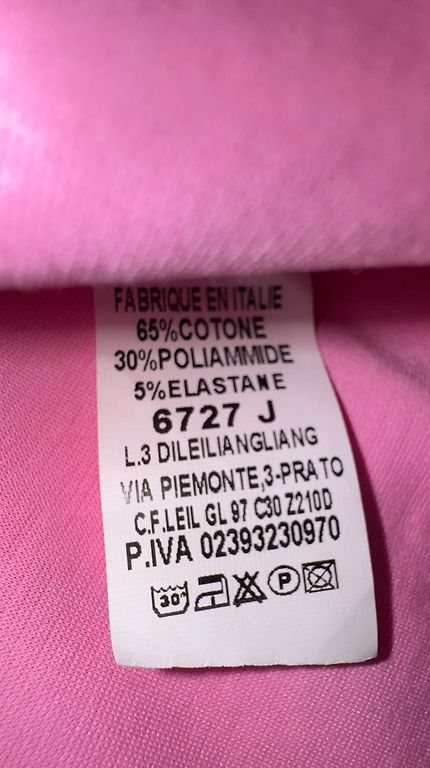 FABRIQUE EN ITALIE
65%COTONE
30%POLIAMMIDE
5%ELASTANE
6727 J
L.3 DILEILIANGLIANG
VIA PIEMONTE,3-PRATO
C.F.LEIL GL 97 C30 Z210D
P.IVA 02393230970
30° P